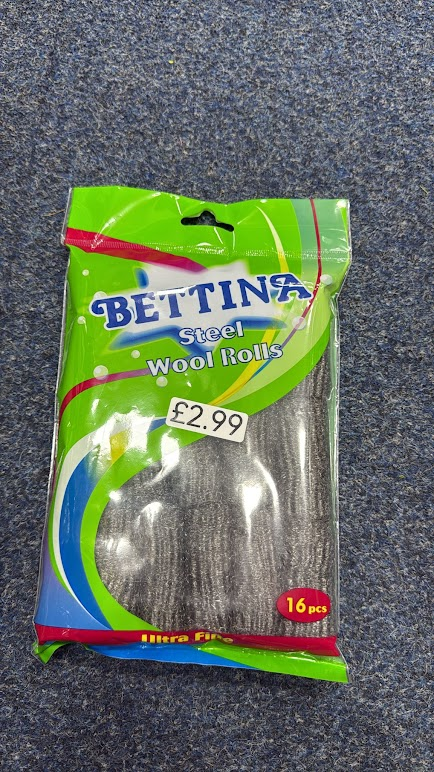 BETTINA
Steel
Wool Rolls
£2.99
16 pcs
Ultra Fine